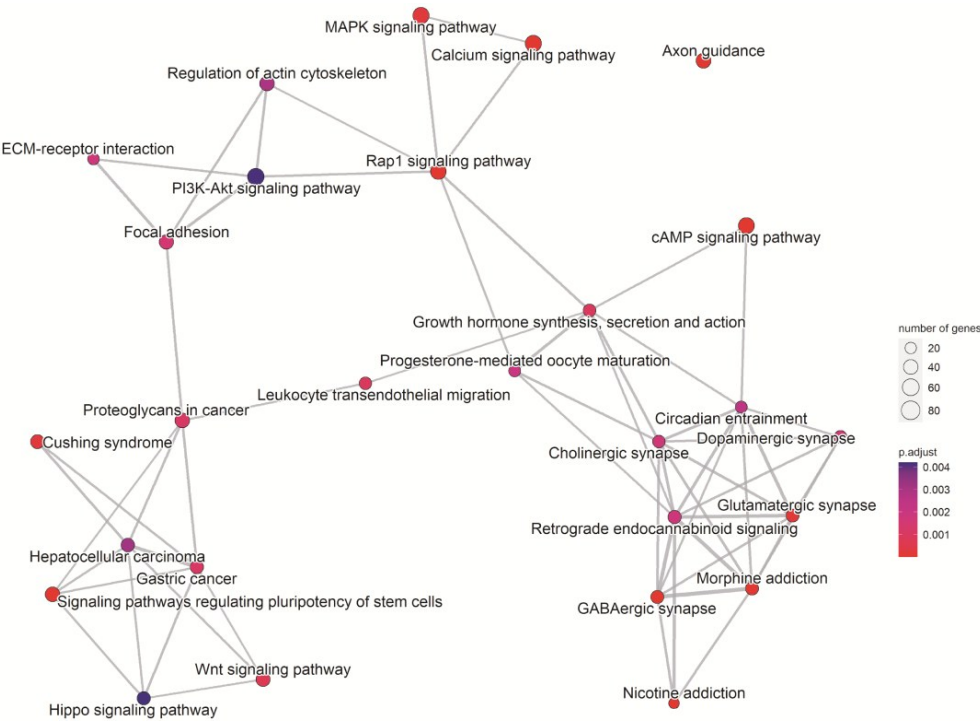 MAPK signaling pathway
Calcium signaling pathway
Axon guidance
Regulation of actin cytoskeleton
ECM-receptor interaction
Rap1 signaling pathway
PI3K-Akt signaling pathway
Focal adhesion
cAMP signaling pathway
Growth hormone synthesis, secretion and action
number of genes
20
40
60
80
Progesterone-mediated oocyte maturation
Leukocyte transendothelial migration
Proteoglycans in cancer
Circadian entrainment
Cushing syndrome
Dopaminergic synapse
Cholinergic synapse
p.adjust
0.004
0.003
0.002
0.001
Glutamatergic synapse
Retrograde endocannabinoid signaling
Hepatocellular carcinoma
Gastric cancer
Morphine addiction
Signaling pathways regulating pluripotency of stem cells
GABAergic synapse
Wnt signaling pathway
Nicotine addiction
Hippo signaling pathway